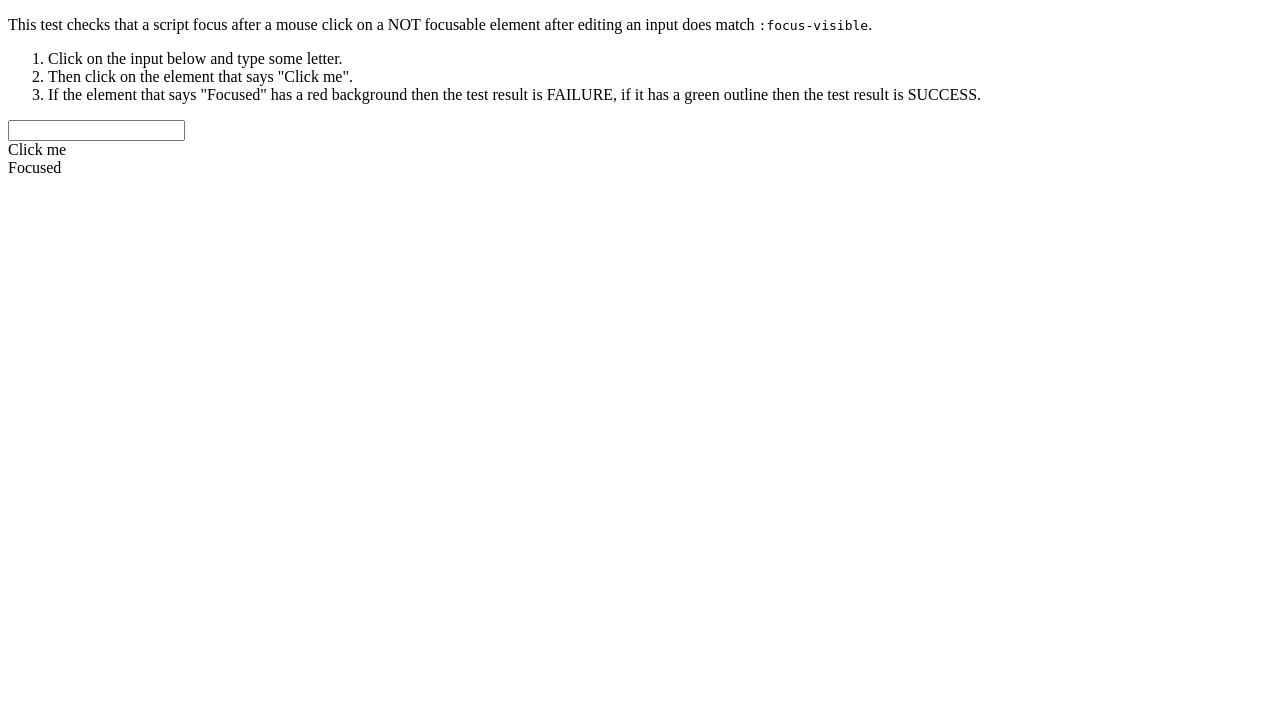 This test checks that a script focus after a mouse click on a NOT focusable element after editing an input does match :focus-visible.
1. Click on the input below and type some letter.
2. Then click on the element that says "Click me".
3. If the element that says "Focused" has a red background then the test result is FAILURE, if it has a green outline then the test result is SUCCESS.
Click me
Focused